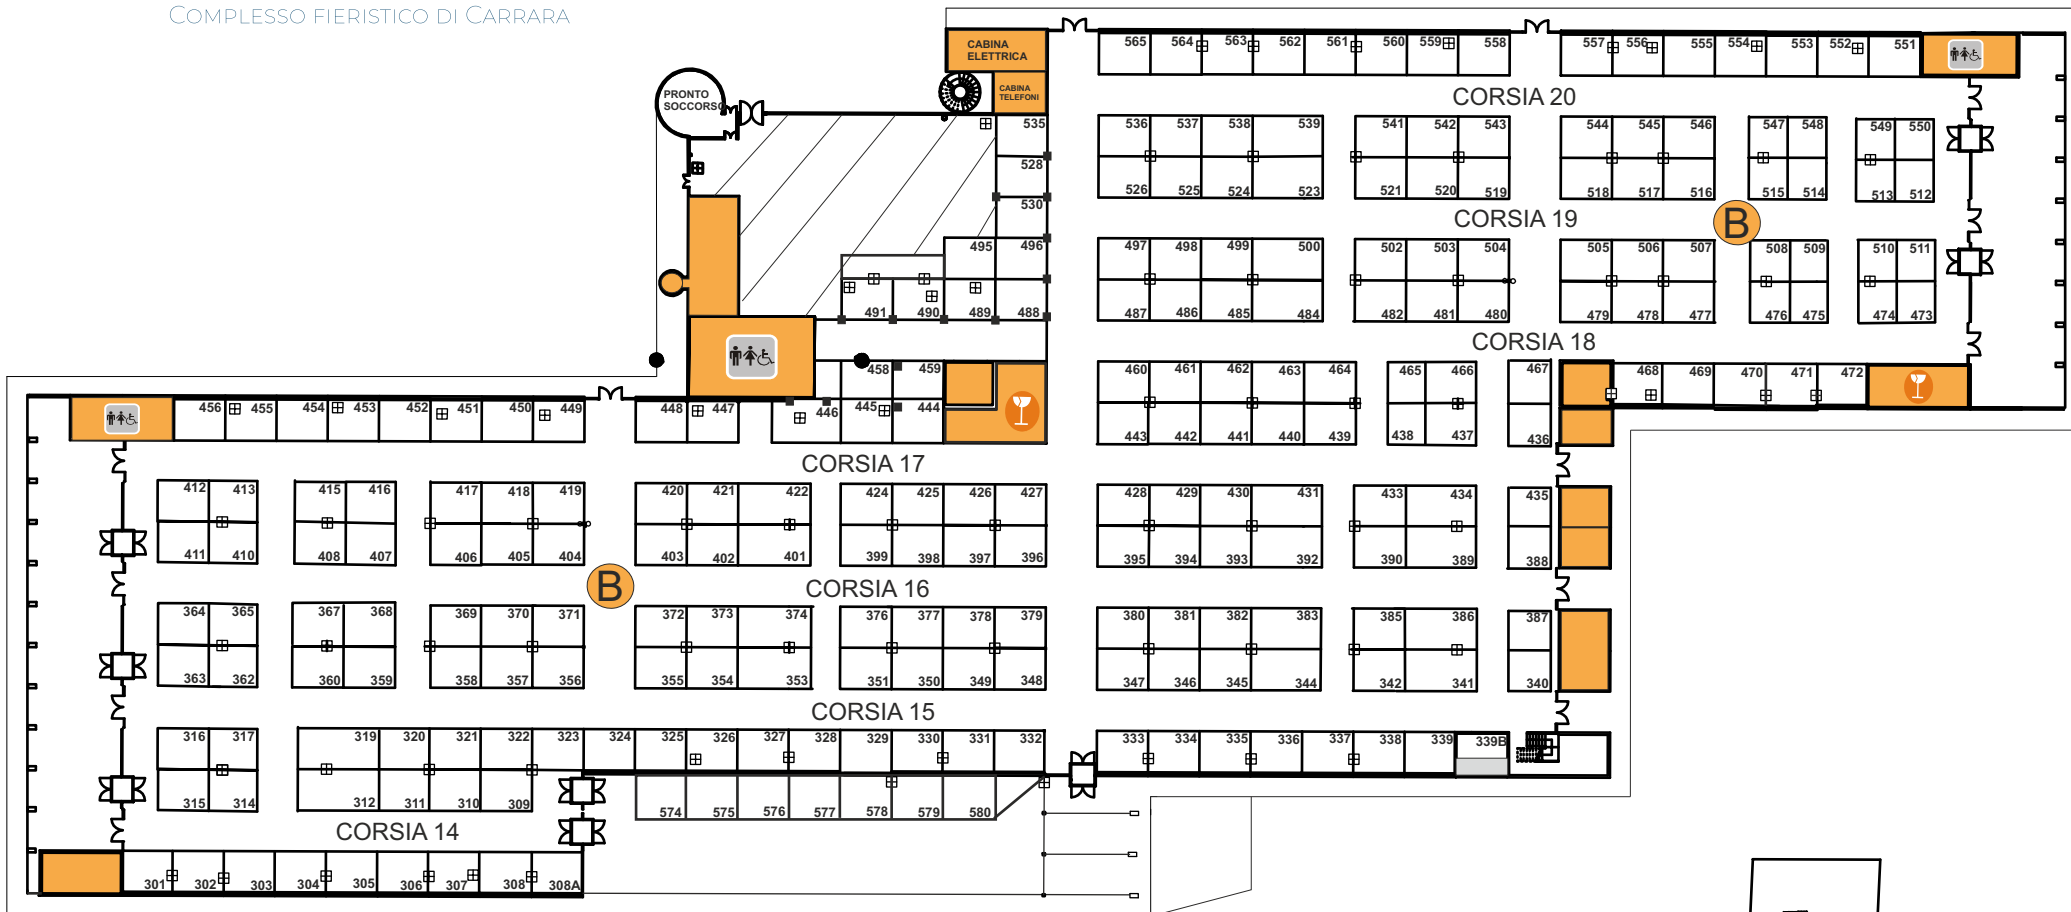 COMPLESSO FIERISTICO DI CARRARA
CABINA
ELETTRICA
CABINA
TELEFONI
PRONTO
SOCCORSO
565 564 563 562 561 560 559 558 557 556 555 554 553 552 551
CORSIA 20
535
528
530
495 496
491 490 489 488
536 537 538 539 541 542 543 544 545 546 547 548 549 550
526 525 524 523 521 520 519 518 517 516 515 514 513 512
CORSIA 19
B
497 498 499 500 502 503 504 505 506 507 508 509 510 511
487 486 485 484 482 481 480 479 478 477 476 475 474 473
CORSIA 18
458 459
460 461 462 463 464 465 466 467 468 469 470 471 472
456 455 454 453 452 451 450 449 448 447 446 445 444
443 442 441 440 439 438 437 436
CORSIA 17
412 413 415 416 417 418 419 420 421 422 424 425 426 427 428 429 430 431 433 434 435
411 410 408 407 406 405 404 403 402 401 399 398 397 396 395 394 393 392 390 389 388
B
CORSIA 16
364 365 367 368 369 370 371 372 373 374 376 377 378 379 380 381 382 383 385 386 387
363 362 360 359 358 357 356 355 354 353 351 350 349 348 347 346 345 344 342 341 340
CORSIA 15
316 317 319 320 321 322 323 324 325 326 327 328 329 330 331 332 333 334 335 336 337 338 339 339B
315 314 312 311 310 309 574 575 576 577 578 579 580
CORSIA 14
301 302 303 304 305 306 307 308 308A